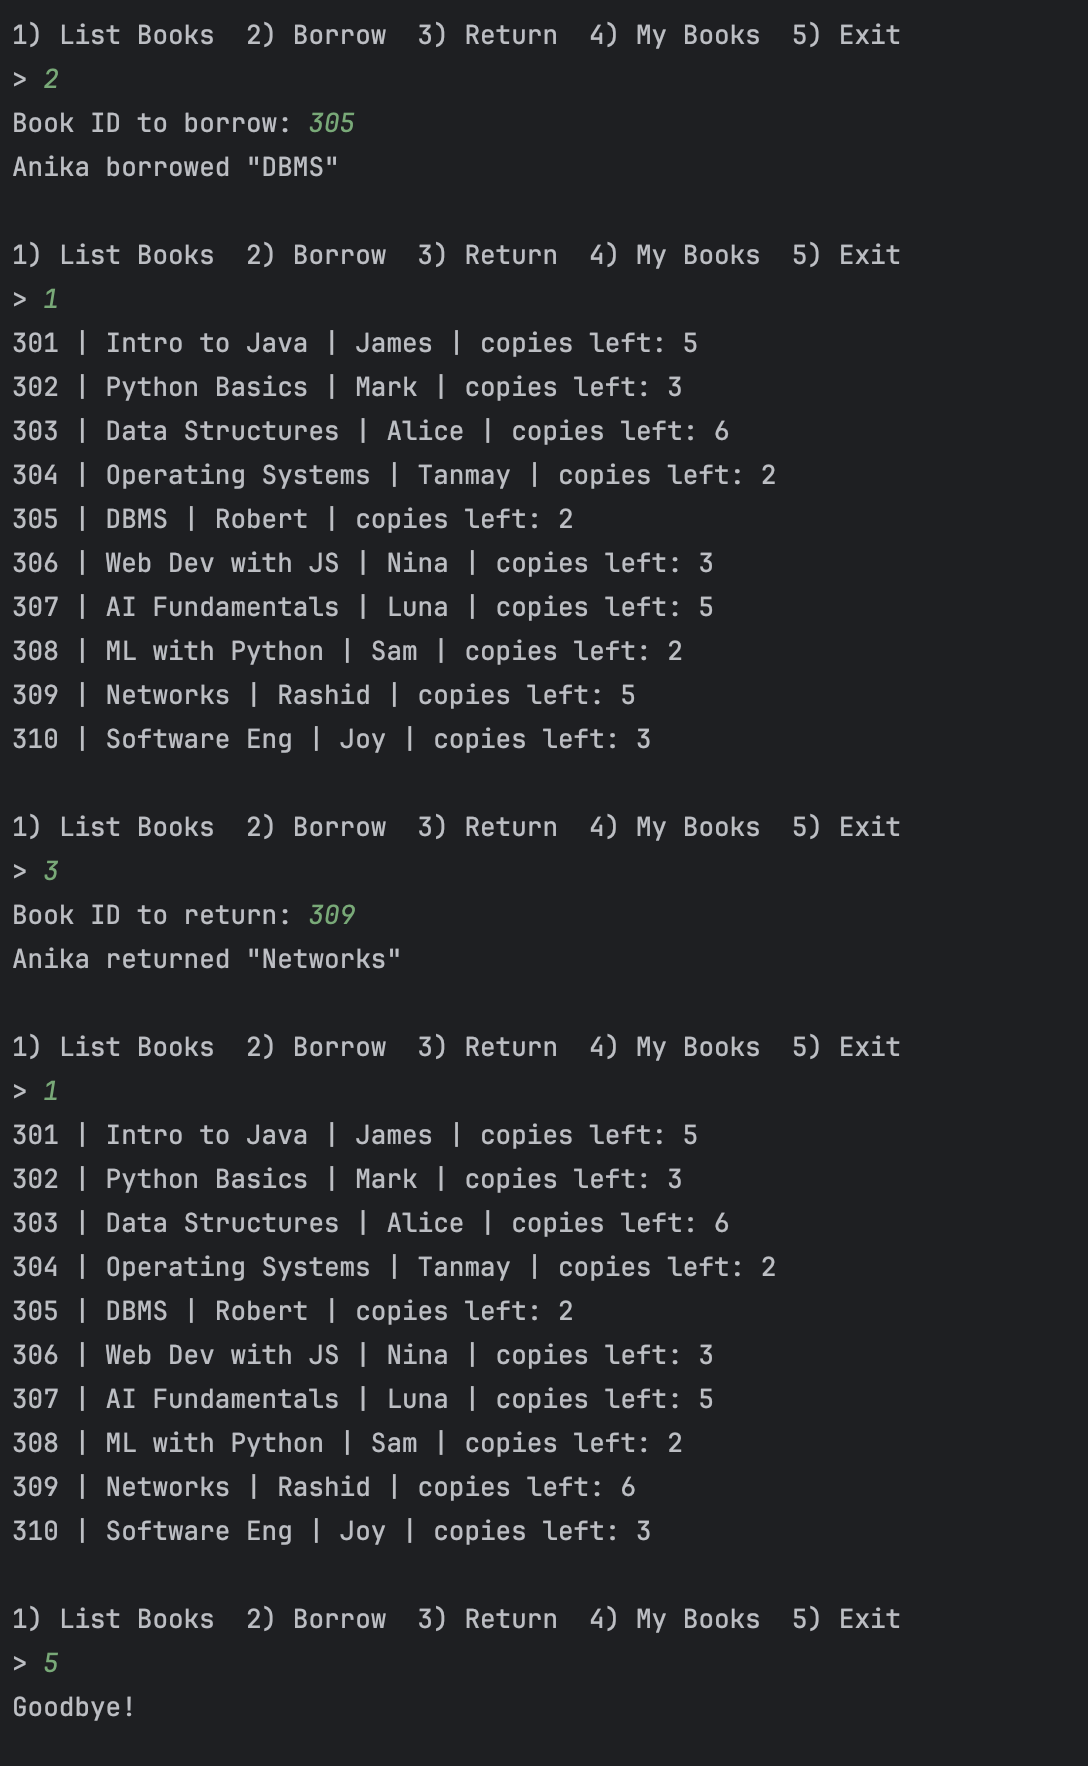 1) List Books  2) Borrow  3) Return  4) My Books  5) Exit
> 2
Book ID to borrow: 305
Anika borrowed "DBMS"
1) List Books  2) Borrow  3) Return  4) My Books  5) Exit
> 1
301 | Intro to Java | James | copies left: 5
302 | Python Basics | Mark | copies left: 3
303 | Data Structures | Alice | copies left: 6
304 | Operating Systems | Tanmay | copies left: 2
305 | DBMS | Robert | copies left: 2
306 | Web Dev with JS | Nina | copies left: 3
307 | AI Fundamentals | Luna | copies left: 5
308 | ML with Python | Sam | copies left: 2
309 | Networks | Rashid | copies left: 5
310 | Software Eng | Joy | copies left: 3
1) List Books  2) Borrow  3) Return  4) My Books  5) Exit
> 3
Book ID to return: 309
Anika returned "Networks"
1) List Books  2) Borrow  3) Return  4) My Books  5) Exit
> 1
301 | Intro to Java | James | copies left: 5
302 | Python Basics | Mark | copies left: 3
303 | Data Structures | Alice | copies left: 6
304 | Operating Systems | Tanmay | copies left: 2
305 | DBMS | Robert | copies left: 2
306 | Web Dev with JS | Nina | copies left: 3
307 | AI Fundamentals | Luna | copies left: 5
308 | ML with Python | Sam | copies left: 2
309 | Networks | Rashid | copies left: 6
310 | Software Eng | Joy | copies left: 3
1) List Books  2) Borrow  3) Return  4) My Books  5) Exit
> 5
Goodbye!